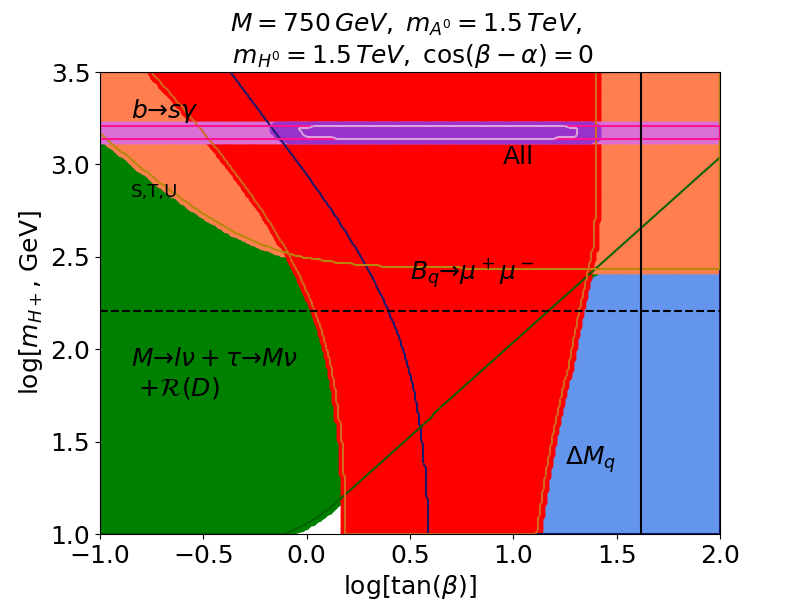 M = 750 GeV, m_{A^0} = 1.5 TeV,
m_{H^0} = 1.5 TeV, cos(β − α) = 0
3.5
b→sγ
All
3.0
S,T,U
2.5
B_q→μ^+μ^−
log[m_{H+}, GeV]
2.0
M→lν + τ→Mν
+ℛ(D)
1.5
ΔM_q
1.0
−1.0 −0.5 0.0 0.5 1.0 1.5 2.0
log[tan(β)]